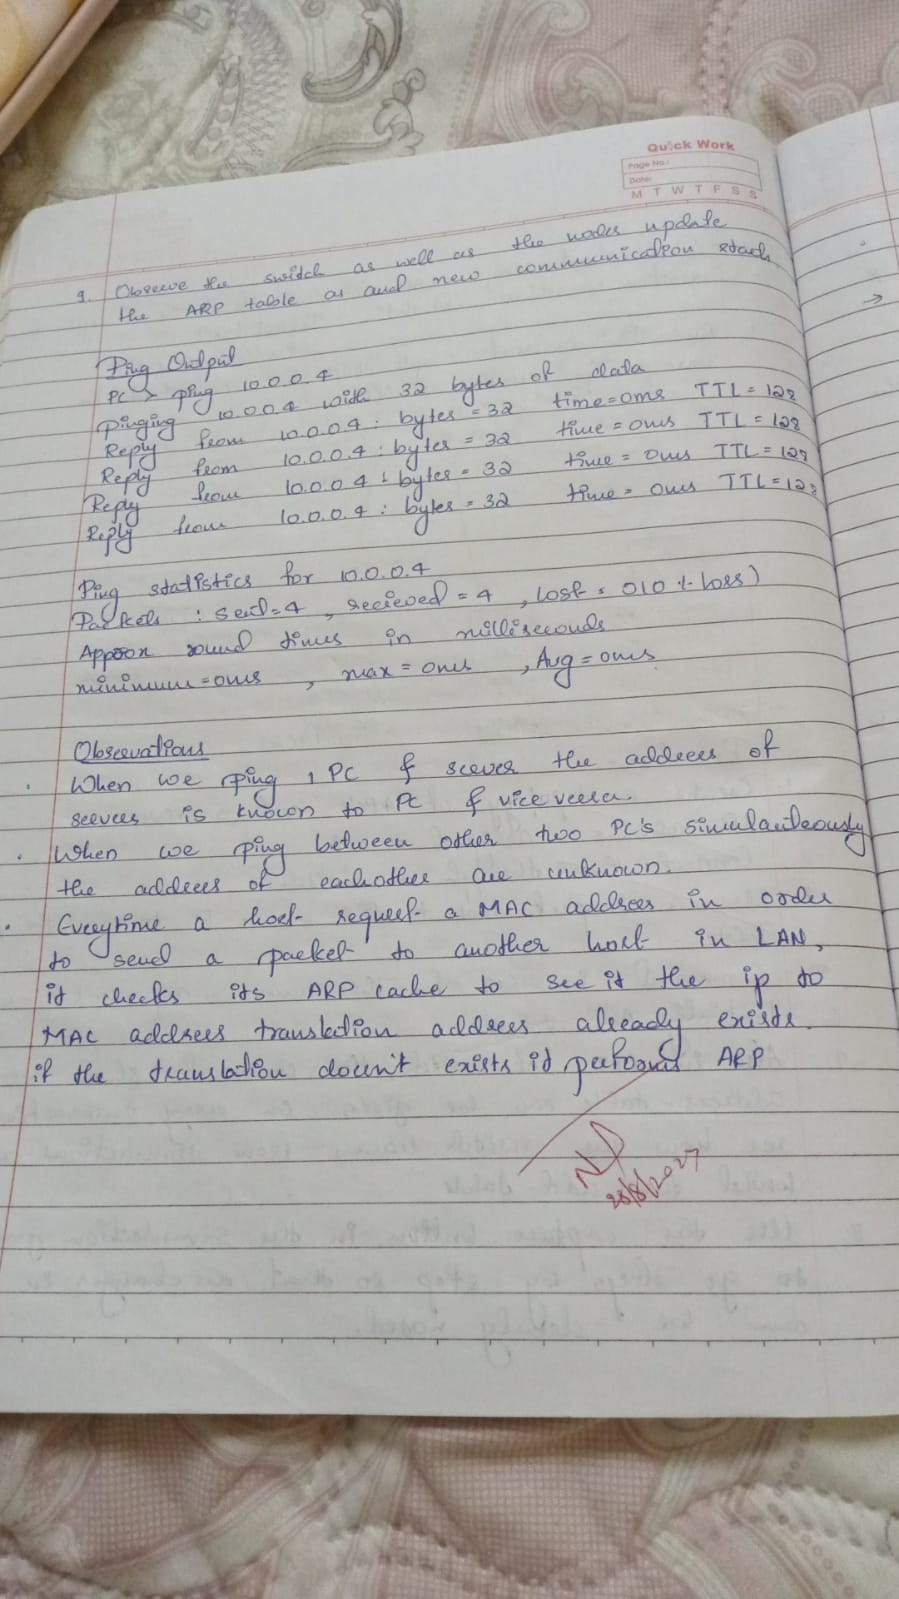 Quick Work
Page No.:
Date:
M T W T F S S
9. Observe the switch as well as the nodes update
the ARP table as and new communication starts
Ping Output
PC > ping 10.0.0.4
pinging 10.0.0.4 with 32 bytes of data
Reply from 10.0.0.4: bytes = 32 time=0ms TTL = 128
Reply from 10.0.0.4: bytes = 32 time = 0ms TTL = 128
Reply from 10.0.0.4: bytes = 32 time = 0ms TTL = 128
Reply from 10.0.0.4: bytes = 32 time = 0ms TTL = 128
Ping statistics for 10.0.0.4
Packets : sent=4, recieved = 4, lost = 0(0% loss)
Approx round times in milliseconds
minimum=0ms, max = 0ms, Avg = 0ms
Observations
• When we ping 1 PC & server the address of
server is known to PC & vice versa.
• When we ping between other two PC's simulanteously
the address of eachother are unknown.
• Everytime a host request a MAC address in order
to send a packet to another host in LAN,
it checks its ARP cache to see if the ip to
MAC address translation address already exists.
if the translation doesn't exists it performs ARP
28/8/2025